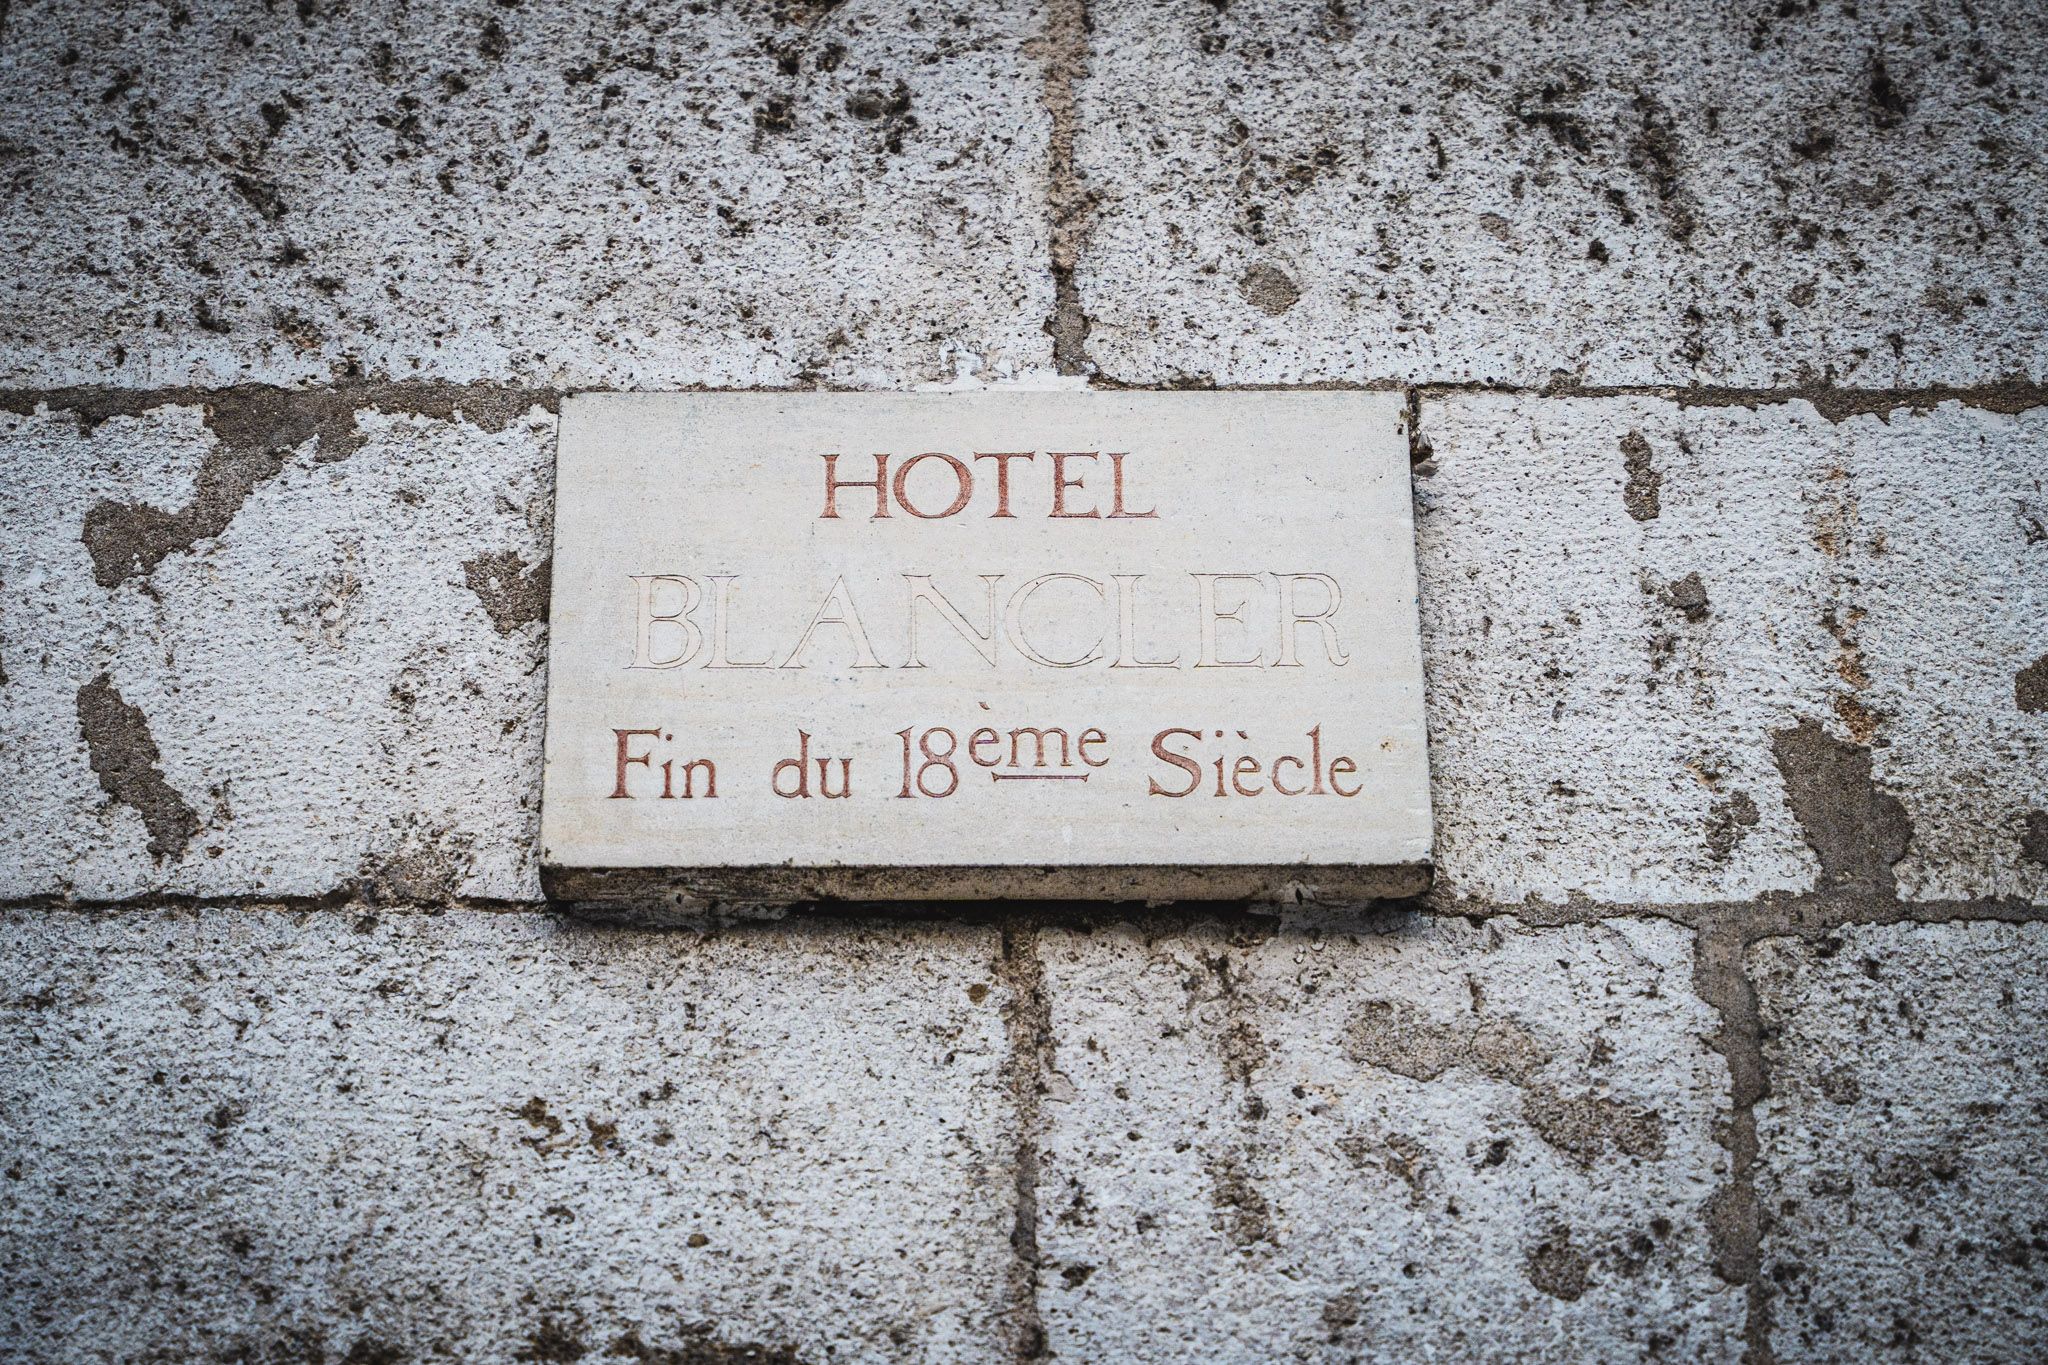 HOTEL
BLANCLER
Fin du 18ème Siècle